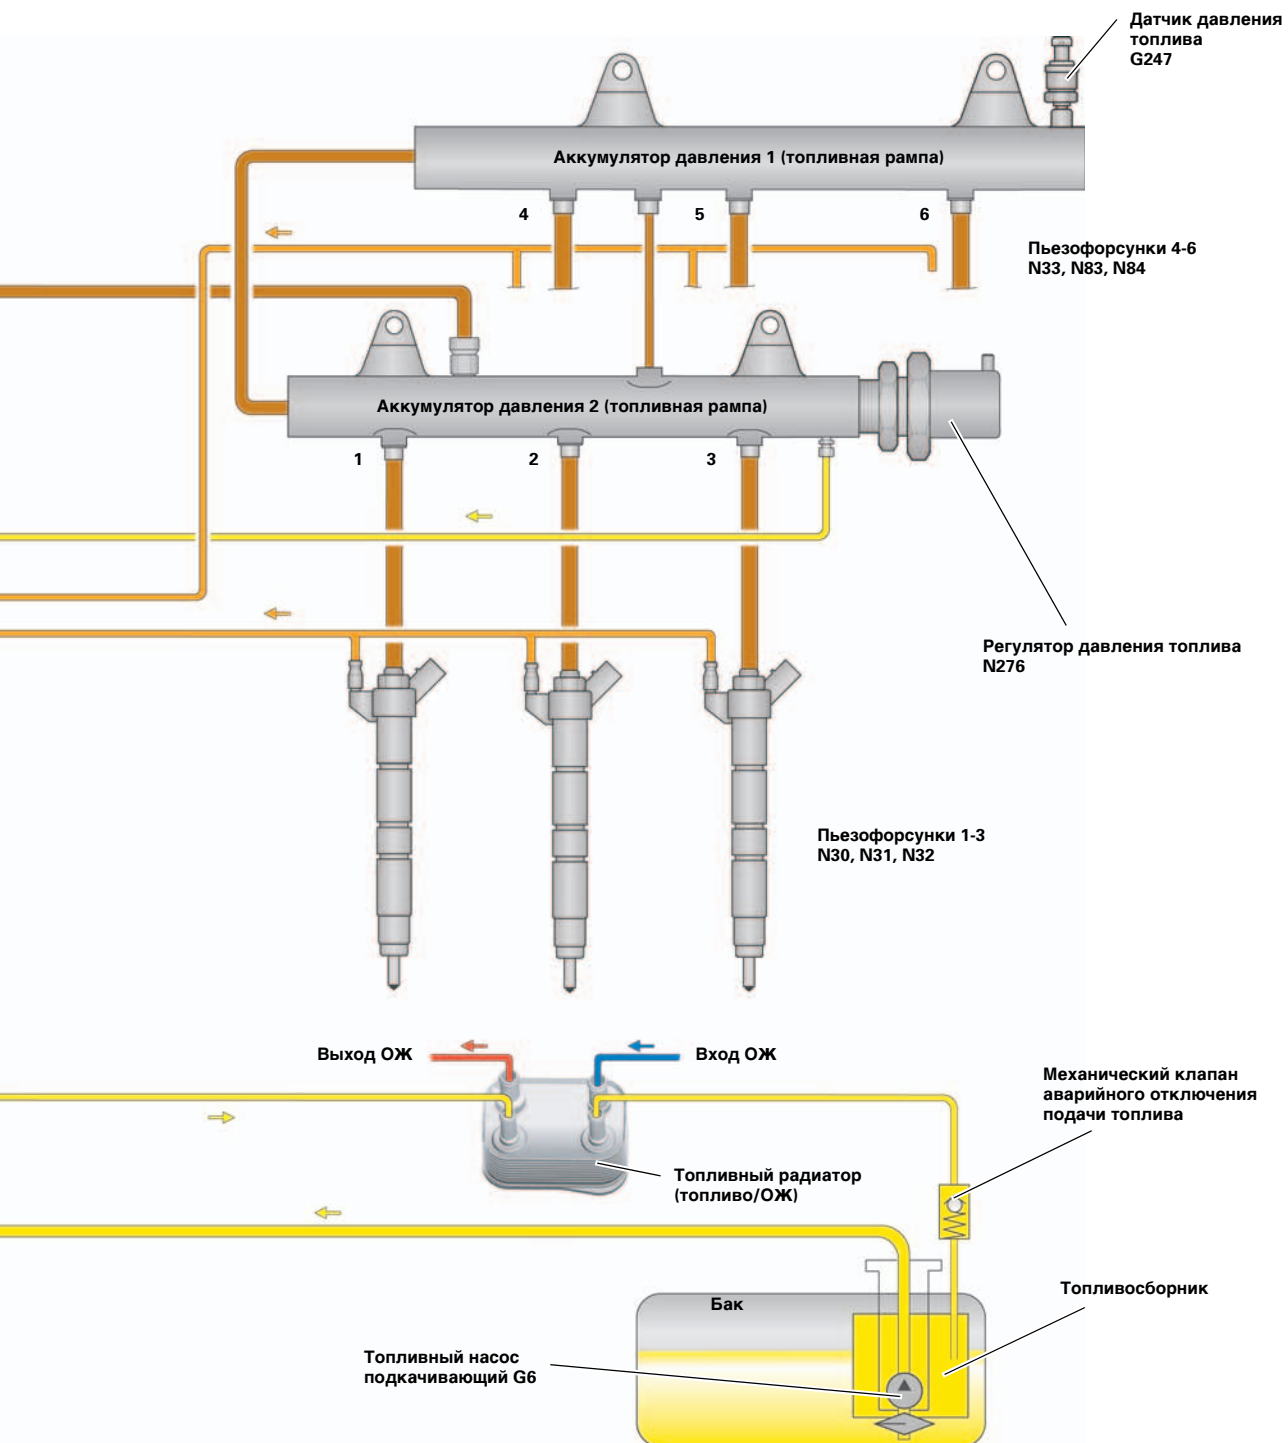 Датчик давления
топлива
G247
Аккумулятор давления 1 (топливная рампа)
4
5
6
Пьезофорсунки 4-6
N33, N83, N84
Аккумулятор давления 2 (топливная рампа)
1
2
3
Регулятор давления топлива
N276
Пьезофорсунки 1-3
N30, N31, N32
Выход ОЖ
Вход ОЖ
Механический клапан
аварийного отключения
подачи топлива
Топливный радиатор
(топливо/ОЖ)
Топливосборник
Бак
Топливный насос
подкачивающий G6